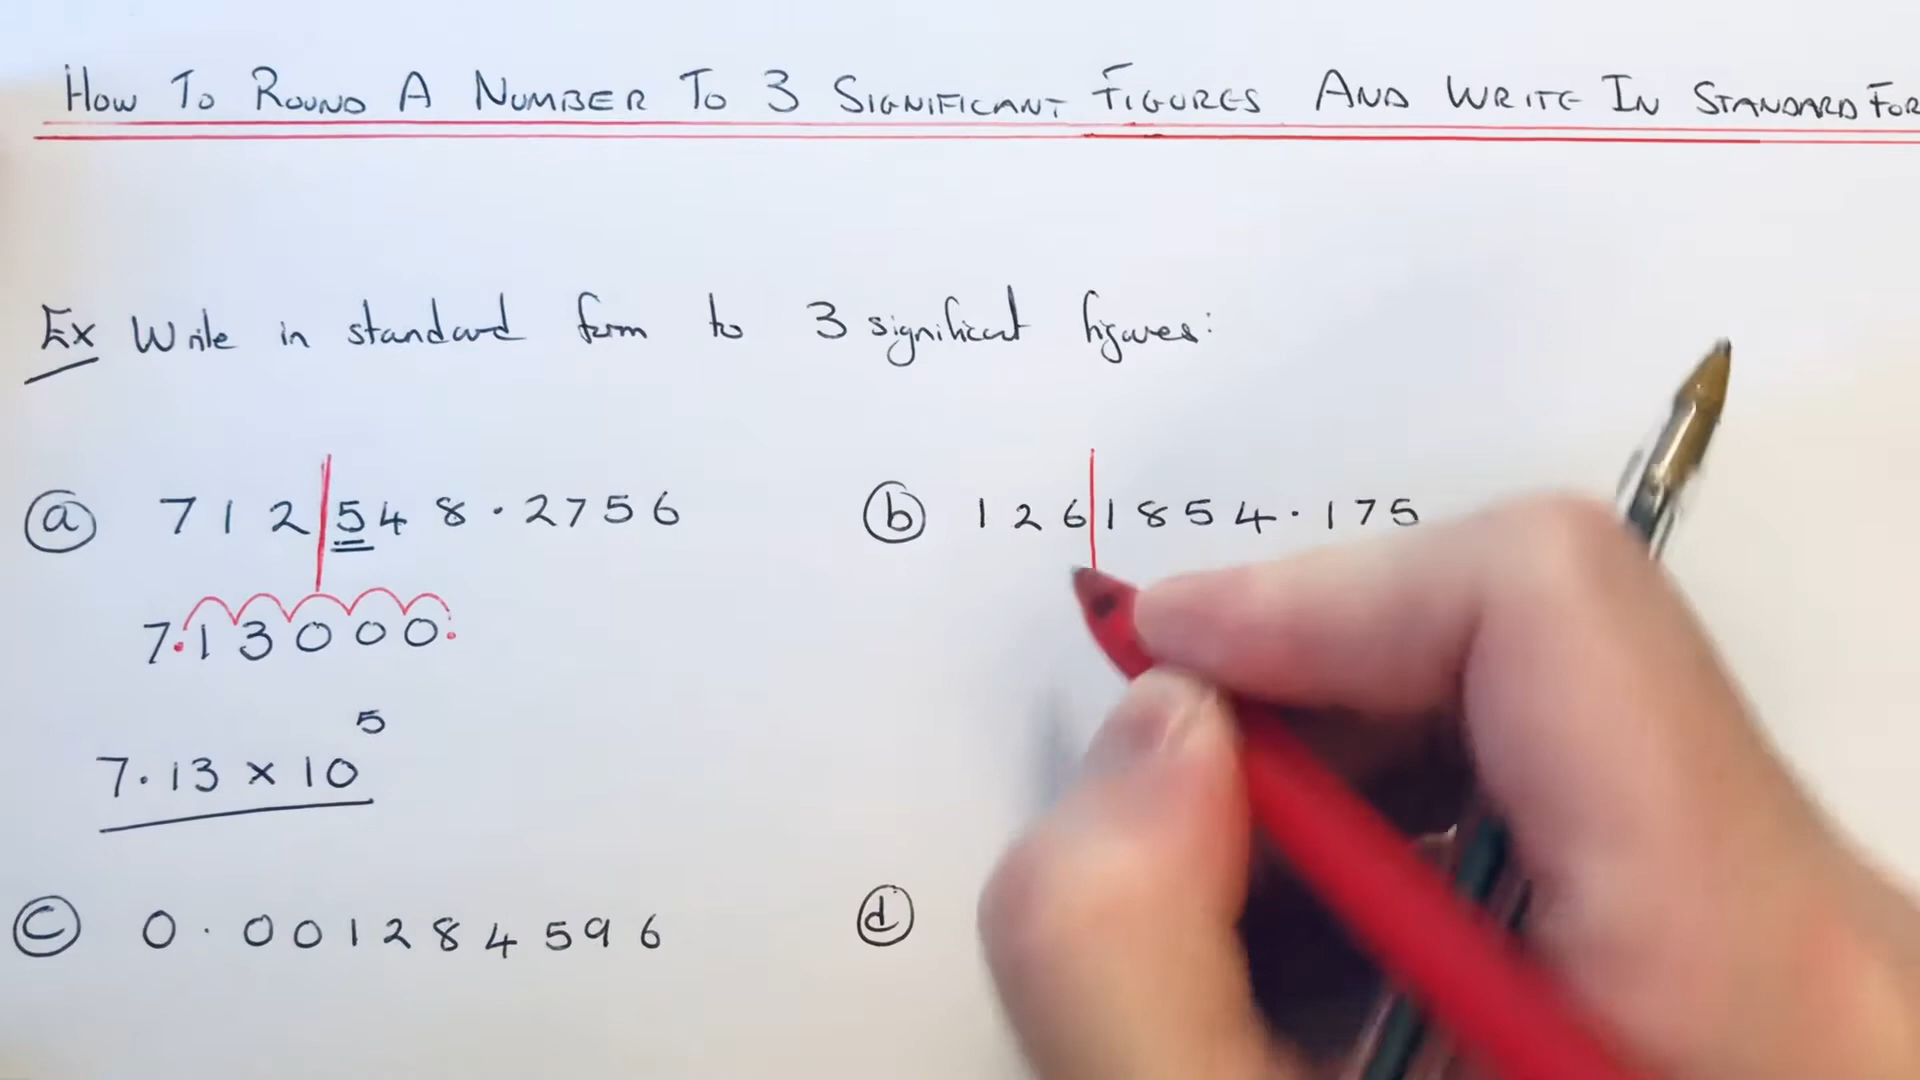 HOW TO ROUND A NUMBER TO 3 SIGNIFICANT FIGURES AND WRITE IN STANDARD FOR
Ex Write in standard form to 3 significant figures:
(a) 712548.2756
7.13000.
7.13 × 10⁵
(b) 1261854.175
(c) 0.001284596
(d)